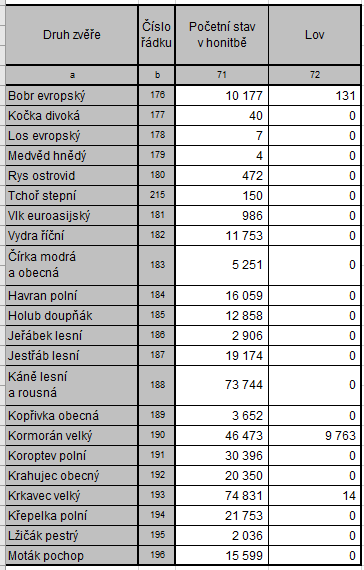 Druh zvěře Číslo řádku Početní stav v honitbě Lov
a b 71 72
Bobr evropský 176 10 177 131
Kočka divoká 177 40 0
Los evropský 178 7 0
Medvěd hnědý 179 4 0
Rys ostrovid 180 472 0
Tchoř stepní 215 150 0
Vlk euroasijský 181 986 0
Vydra říční 182 11 753 0
Čírka modrá a obecná 183 5 251 0
Havran polní 184 16 059 0
Holub doupňák 185 12 858 0
Jeřábek lesní 186 2 906 0
Jestřáb lesní 187 19 174 0
Káně lesní a rousná 188 73 744 0
Kopřivka obecná 189 3 652 0
Kormorán velký 190 46 473 9 763
Koroptev polní 191 30 396 0
Krahujec obecný 192 20 350 0
Krkavec velký 193 74 831 14
Křepelka polní 194 21 753 0
Lžičák pestrý 195 2 036 0
Moták pochop 196 15 599 0